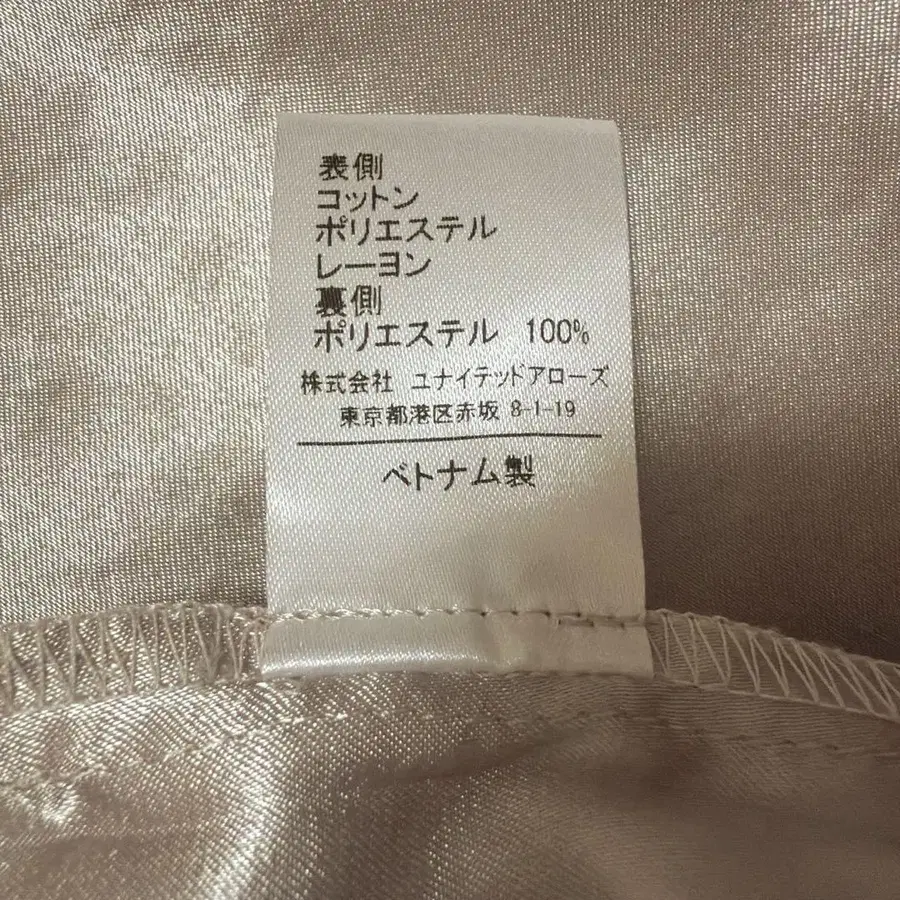 表側
コットン
ポリエステル
レーヨン
裏側
ポリエステル 100%
株式会社 ユナイテッドアローズ
東京都港区赤坂 8-1-19
ベトナム製